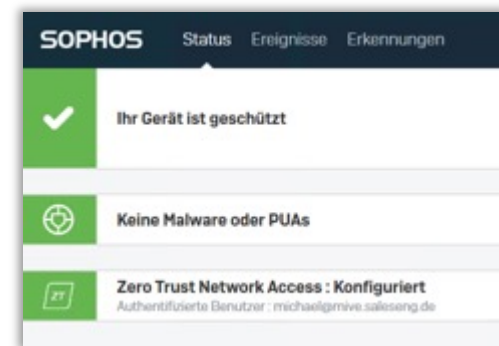 SOPHOS Status Ereignisse Erkennungen
Ihr Gerät ist geschützt
Keine Malware oder PUAs
ZT
Zero Trust Network Access : Konfiguriert
Authentifizierte Benutzer : michael@mive.saleseng.de